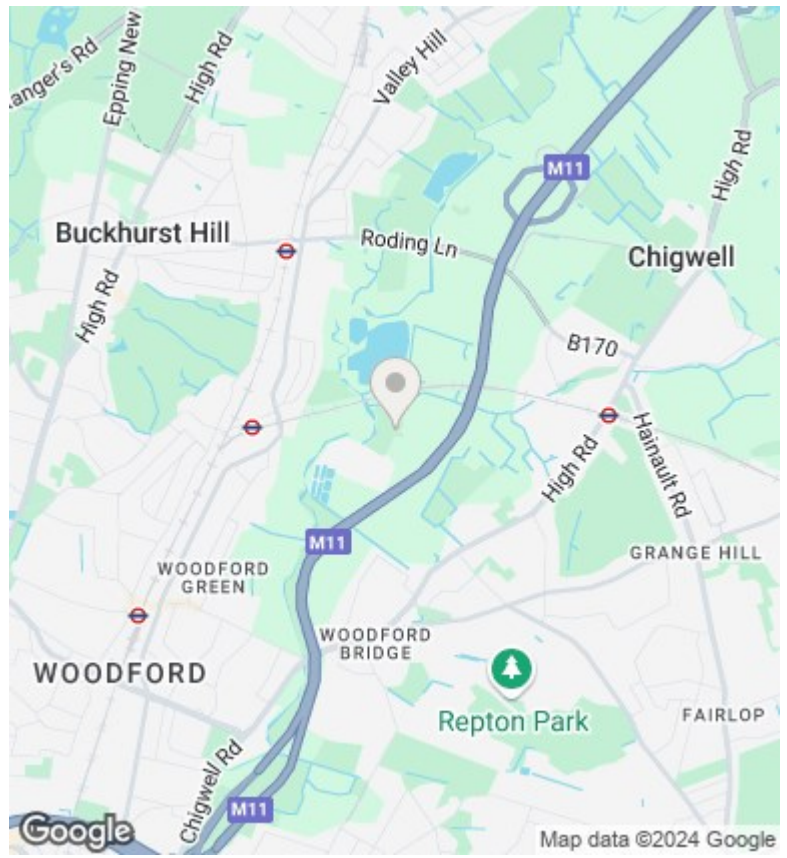 anger's Rd
Epping New
High Rd
Valley Hill
M11
High Rd
Buckhurst Hill
Roding Ln
Chigwell
High Rd
B170
High Rd
Hainault Rd
M11
GRANGE HILL
WOODFORD
GREEN
WOODFORD
BRIDGE
WOODFORD
Repton Park
FAIRLOP
Chigwell Rd
M11
Google
Map data ©2024 Google